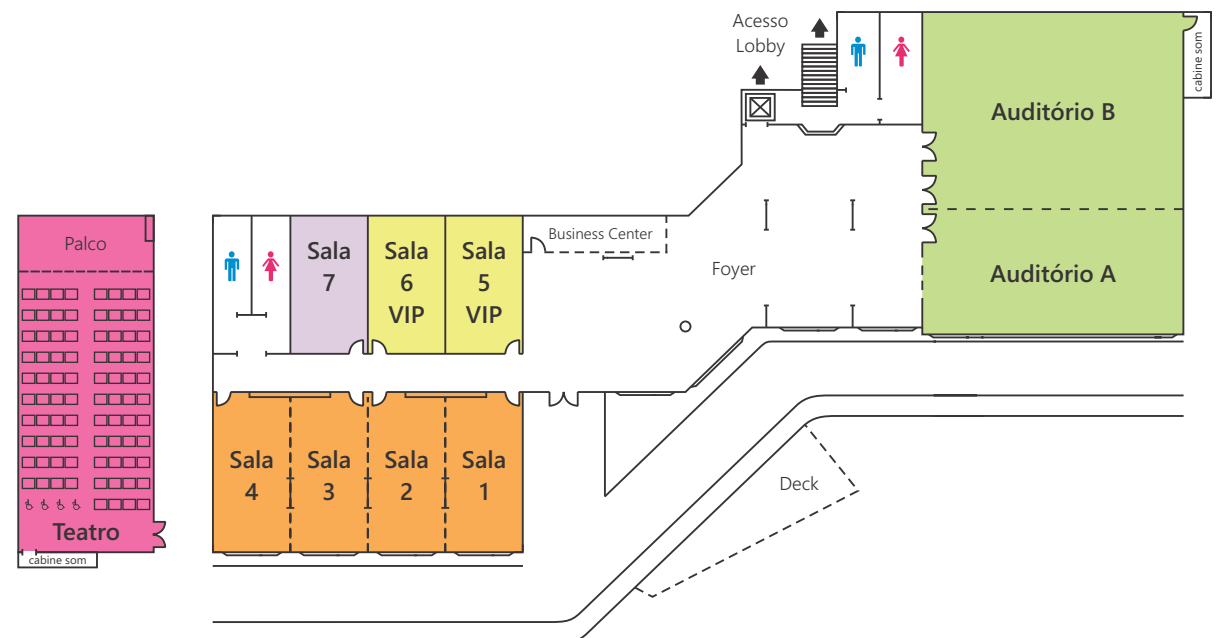 Acesso
Lobby
cabine som
Auditório B
Palco
Sala
7
Sala
6
VIP
Sala
5
VIP
Business Center
Foyer
Auditório A
Sala
4
Sala
3
Sala
2
Sala
1
Deck
Teatro
cabine som